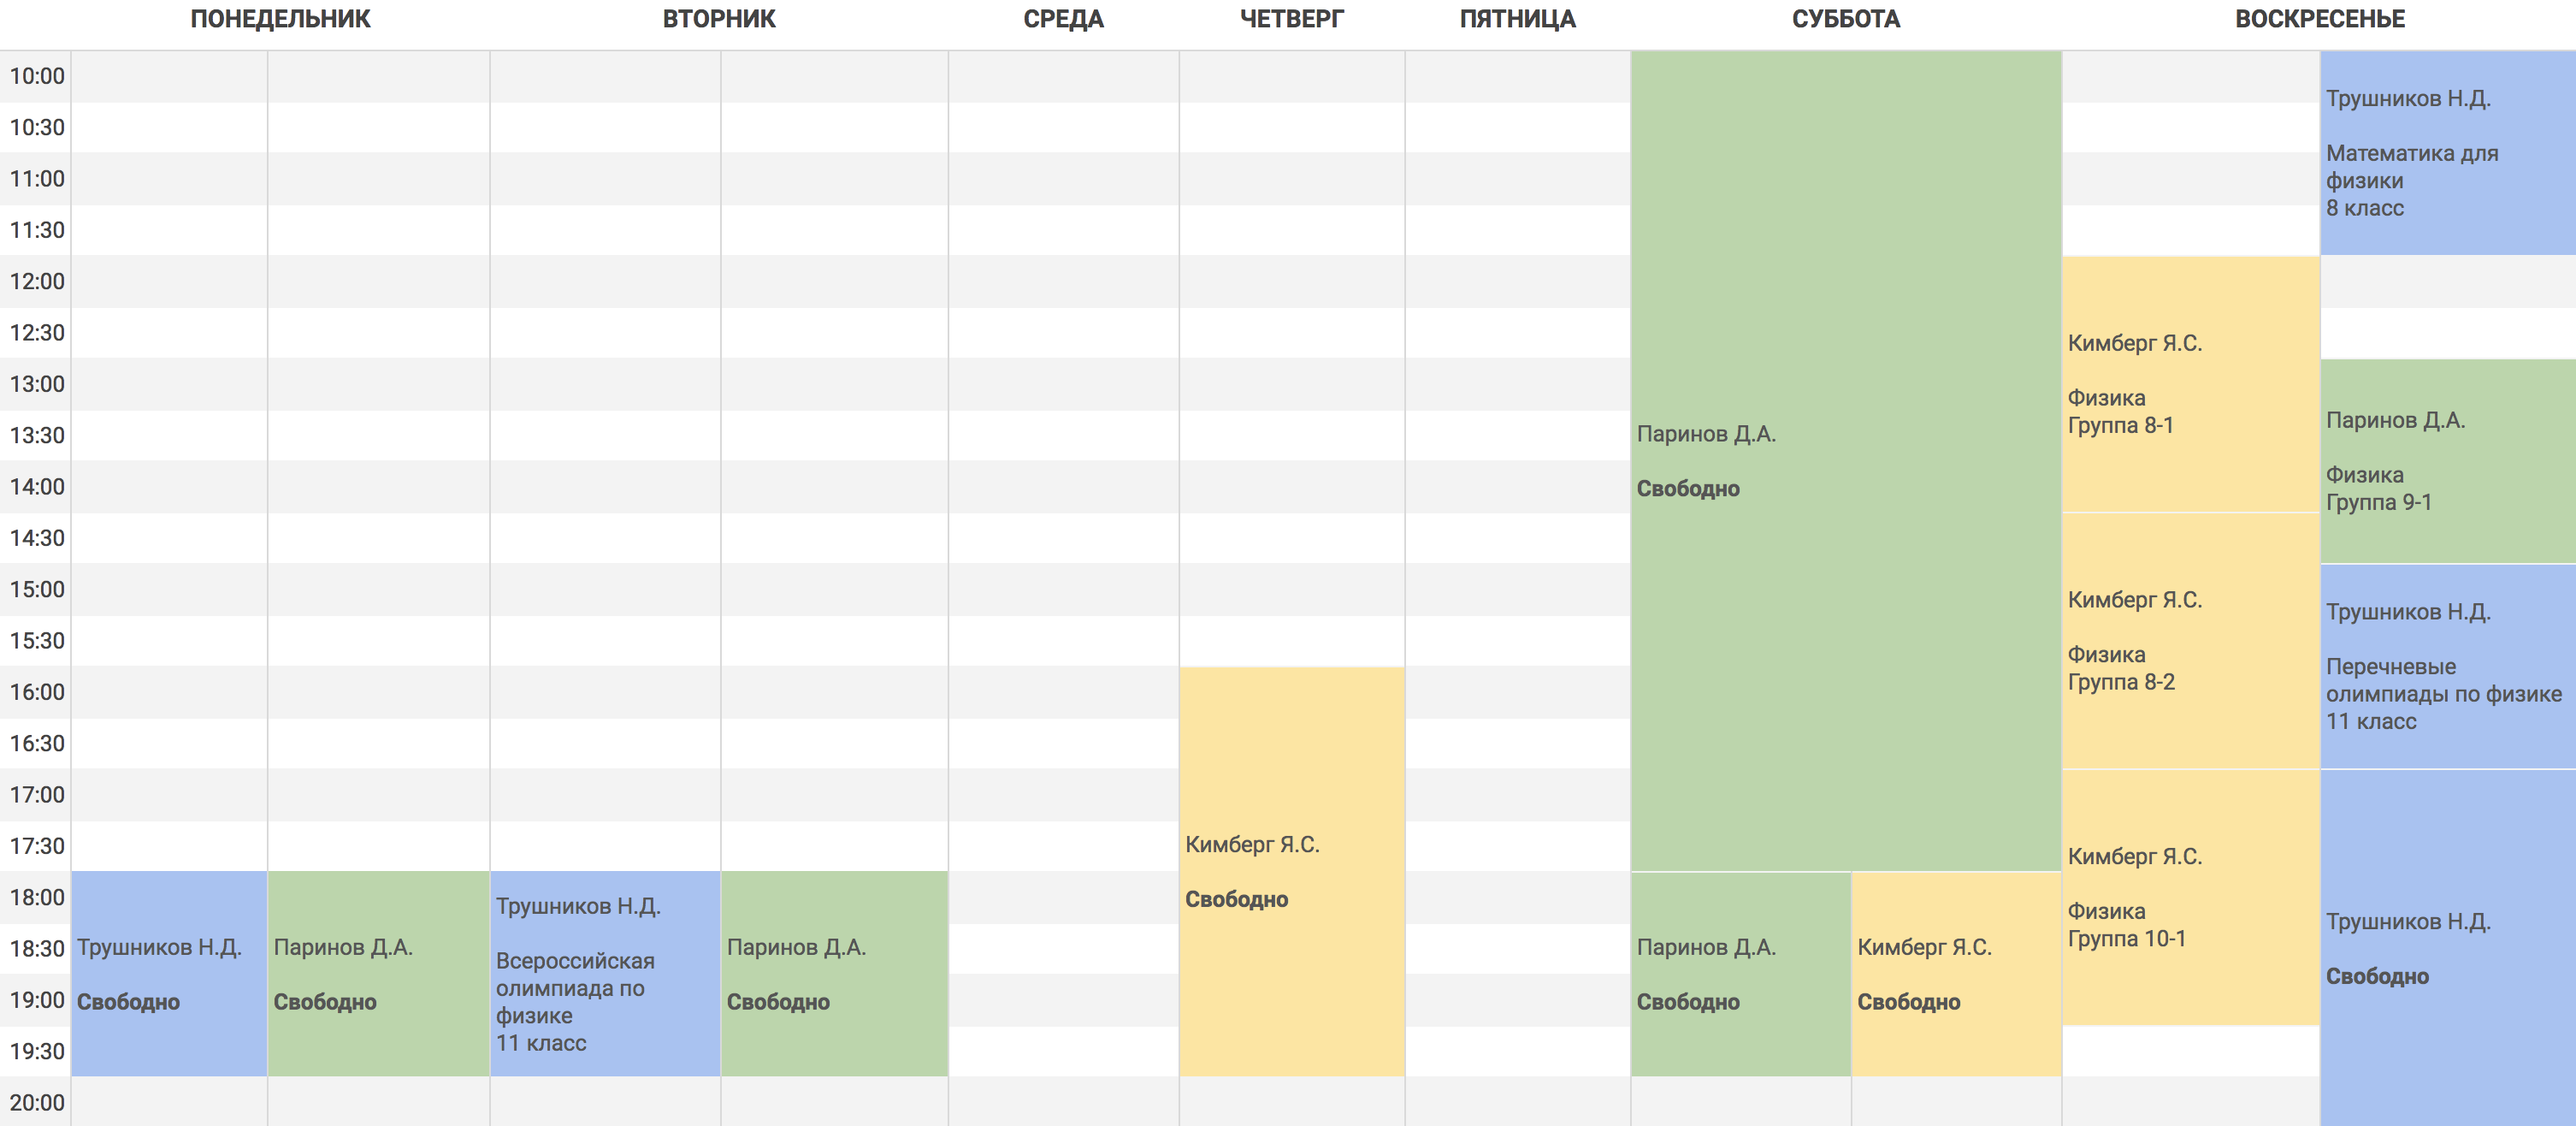 ПОНЕДЕЛЬНИК
ВТОРНИК
СРЕДА
ЧЕТВЕРГ
ПЯТНИЦА
СУББОТА
ВОСКРЕСЕНЬЕ
10:00
10:30
11:00
11:30
12:00
12:30
13:00
13:30
14:00
14:30
15:00
15:30
16:00
16:30
17:00
17:30
18:00
18:30
19:00
19:30
20:00
Трушников Н.Д.
Свободно
Паринов Д.А.
Свободно
Трушников Н.Д.
Всероссийская
олимпиада по
физике
11 класс
Паринов Д.А.
Свободно
Кимберг Я.С.
Свободно
Паринов Д.А.
Свободно
Паринов Д.А.
Свободно
Кимберг Я.С.
Свободно
Кимберг Я.С.
Физика
Группа 8-1
Кимберг Я.С.
Физика
Группа 8-2
Кимберг Я.С.
Физика
Группа 10-1
Трушников Н.Д.
Математика для
физики
8 класс
Паринов Д.А.
Физика
Группа 9-1
Трушников Н.Д.
Перечневые
олимпиады по физике
11 класс
Трушников Н.Д.
Свободно